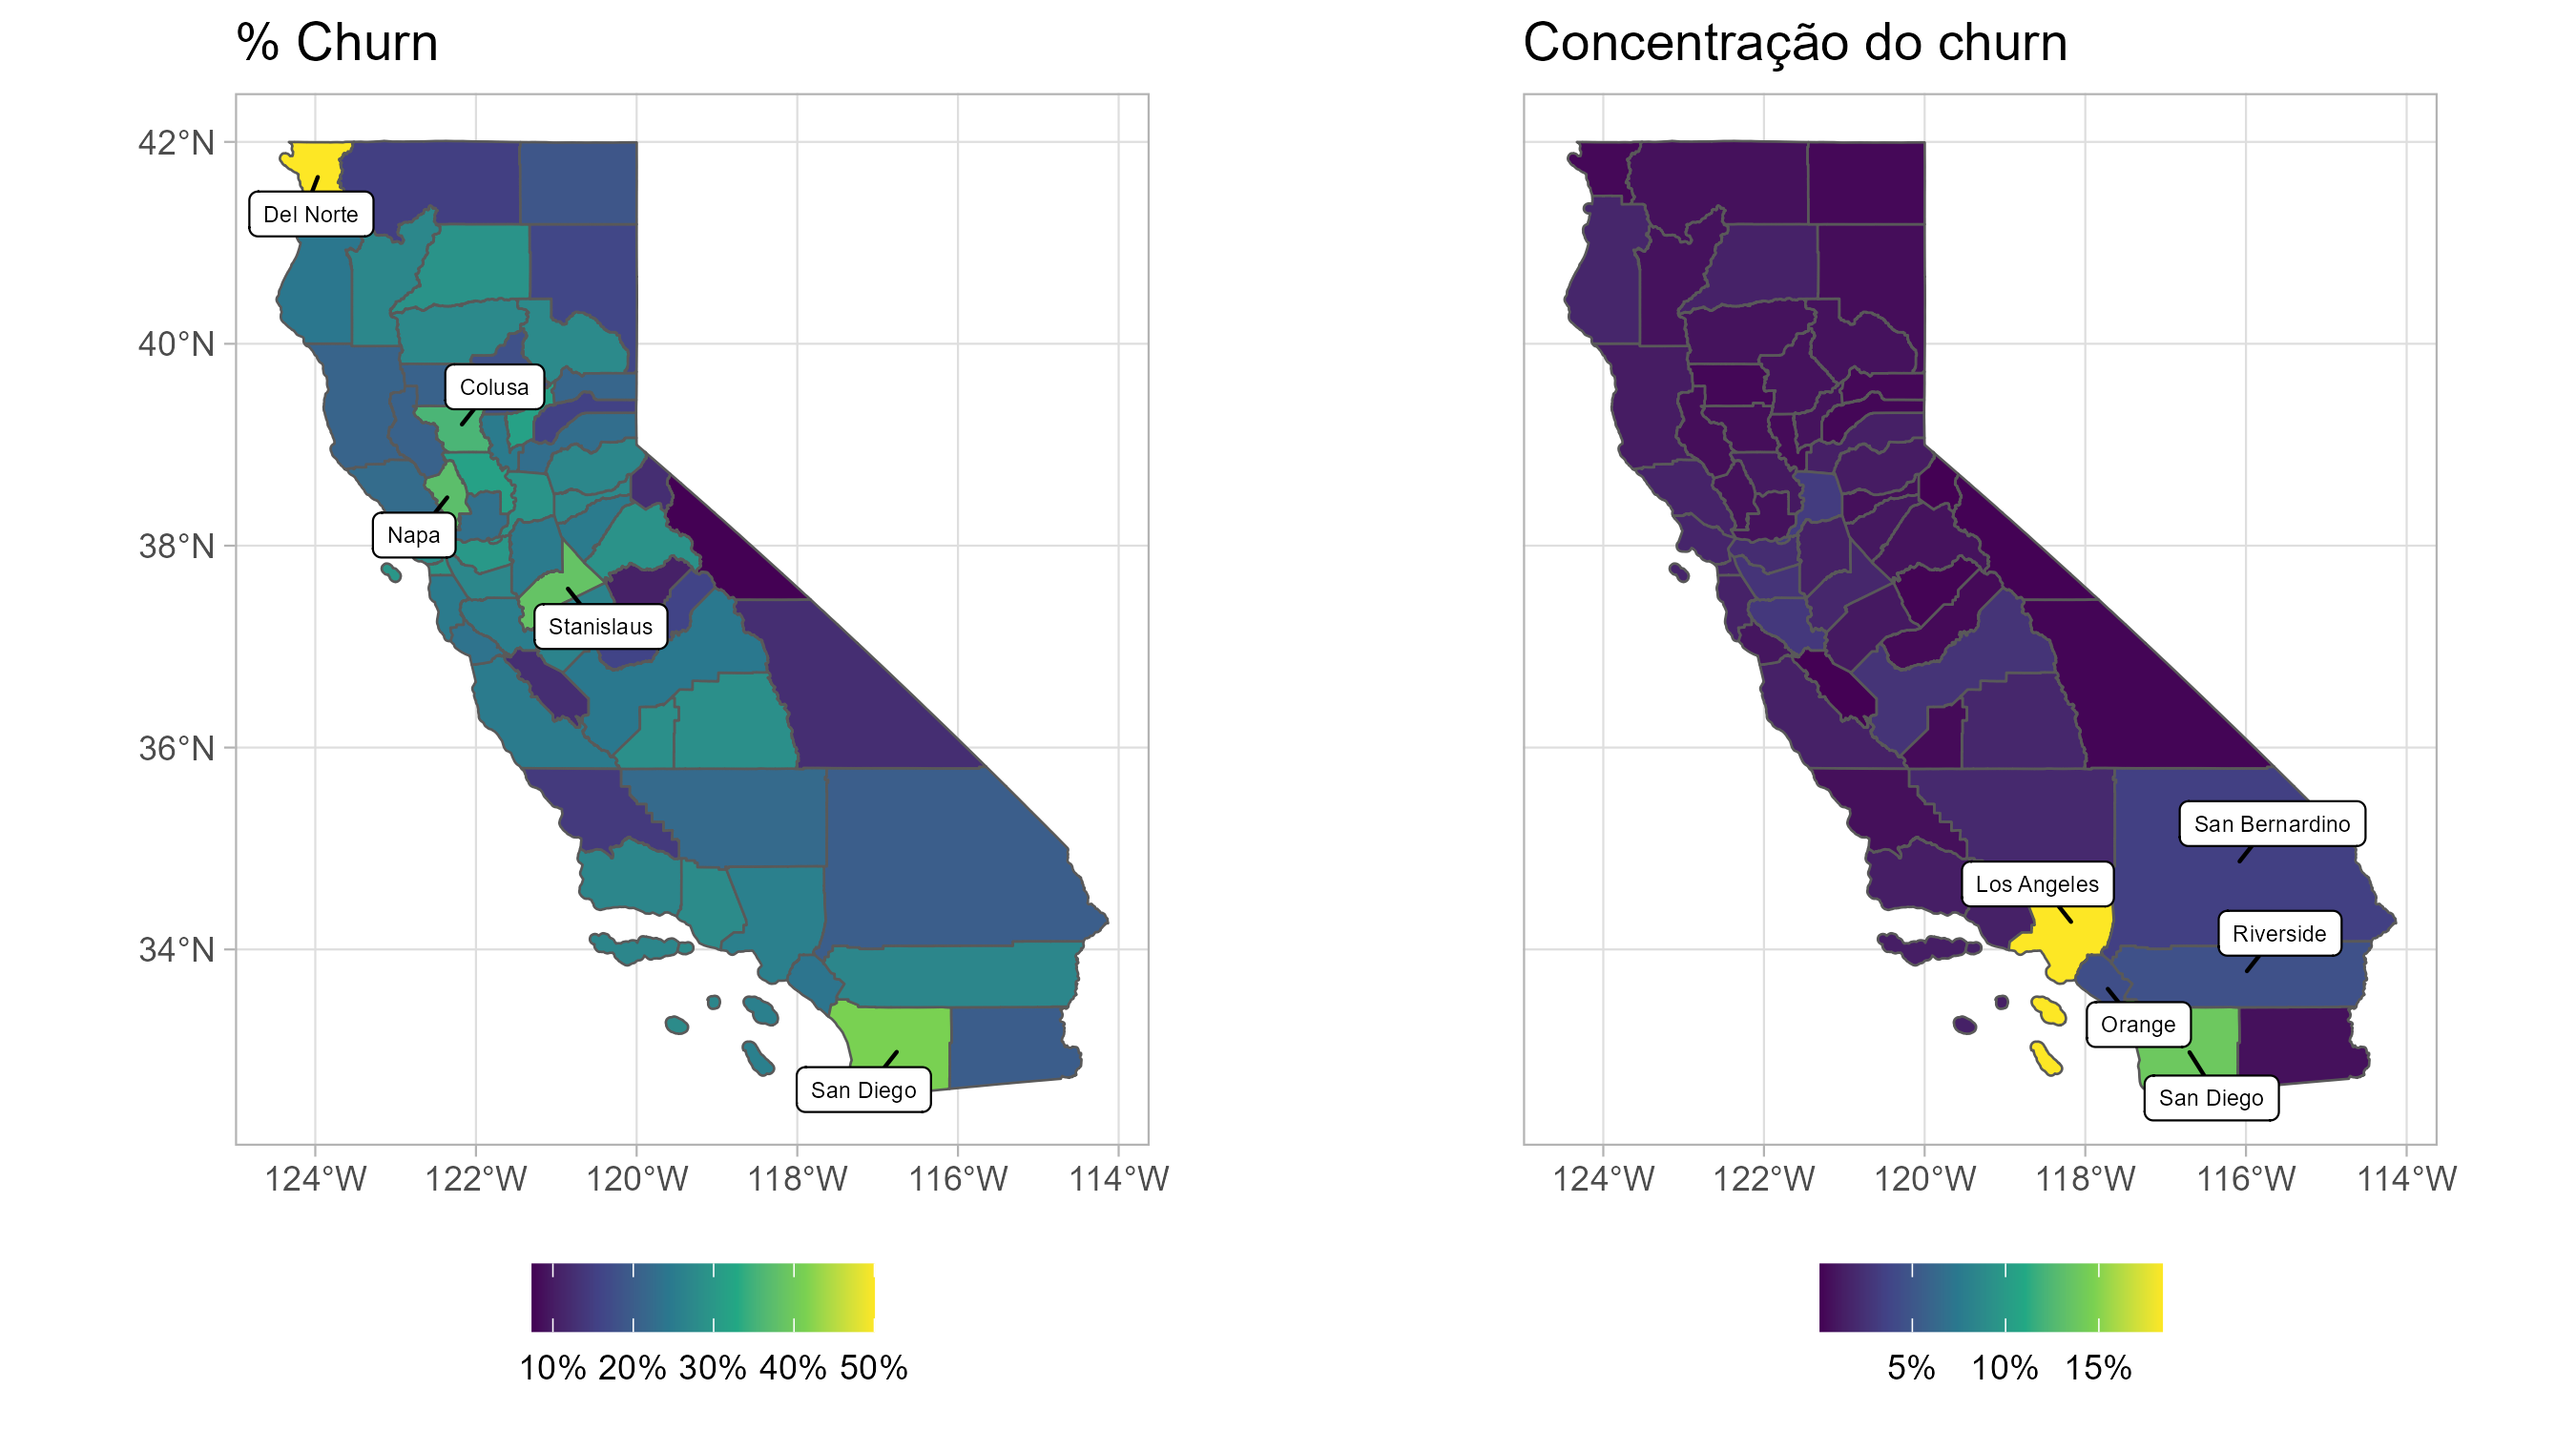 % Churn
Concentração do churn
42°N
40°N
38°N
36°N
34°N
Del Norte
Colusa
Napa
Stanislaus
San Diego
124°W 122°W 120°W 118°W 116°W 114°W
10% 20% 30% 40% 50%
San Bernardino
Los Angeles
Riverside
Orange
San Diego
124°W 122°W 120°W 118°W 116°W 114°W
5% 10% 15%